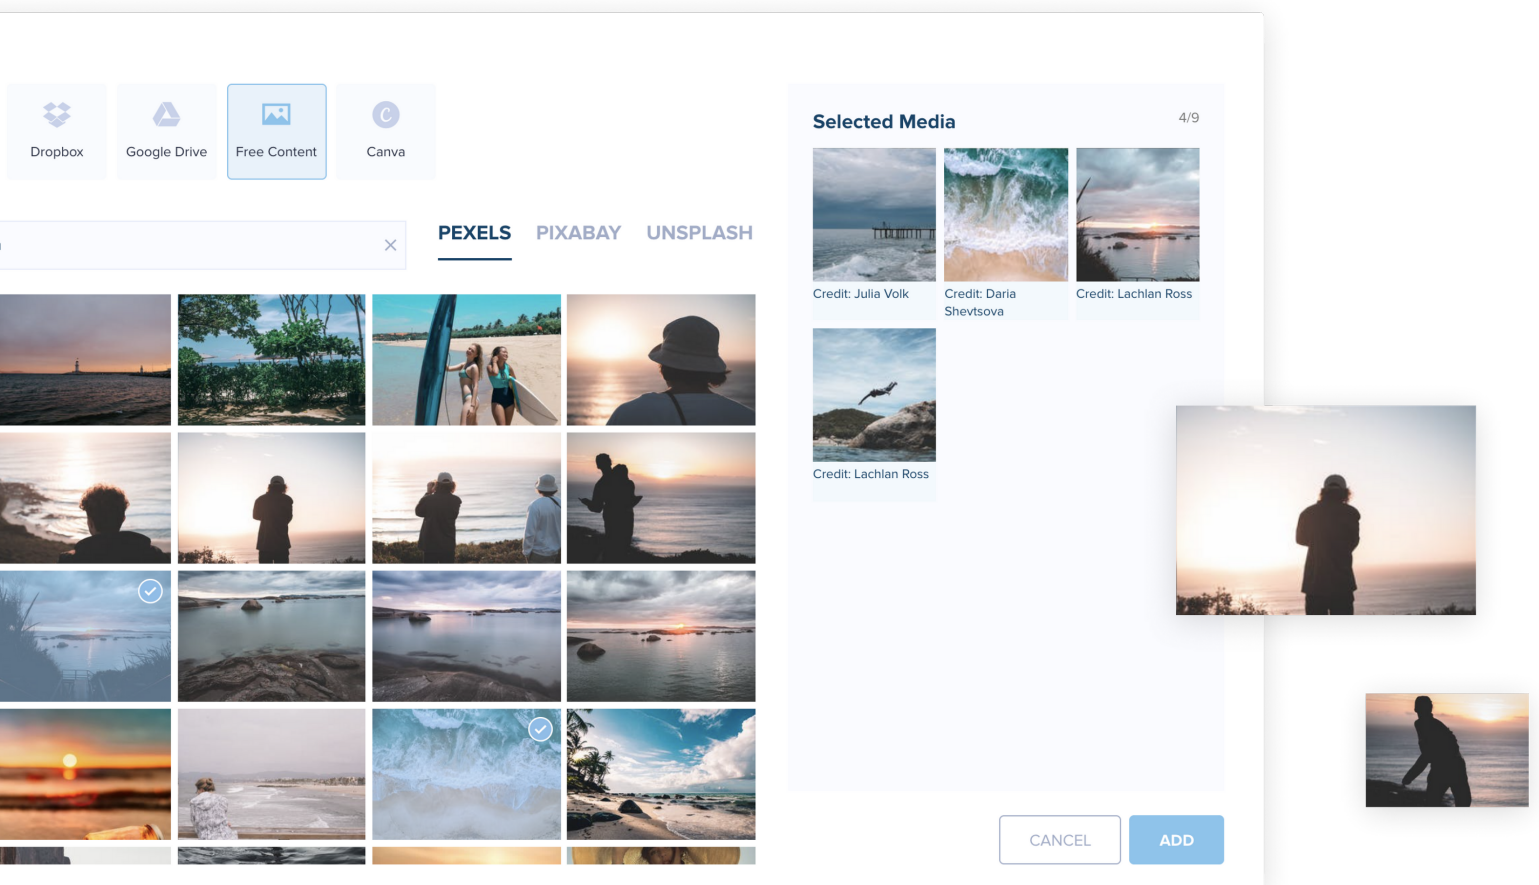 Dropbox
Google Drive
Free Content
Canva
PEXELS
PIXABAY
UNSPLASH
Selected Media
4/9
Credit: Julia Volk
Credit: Daria
Shevtsova
Credit: Lachlan Ross
Credit: Lachlan Ross
CANCEL
ADD